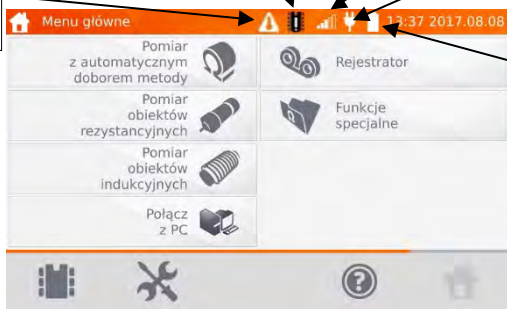 Menu główne
13:37 2017.08.08
Pomiar
z automatycznym
doborem metody
Rejestrator
Pomiar
obiektów
rezystancyjnych
Funkcje
specjalne
Pomiar
obiektów
indukcyjnych
Połącz
z PC